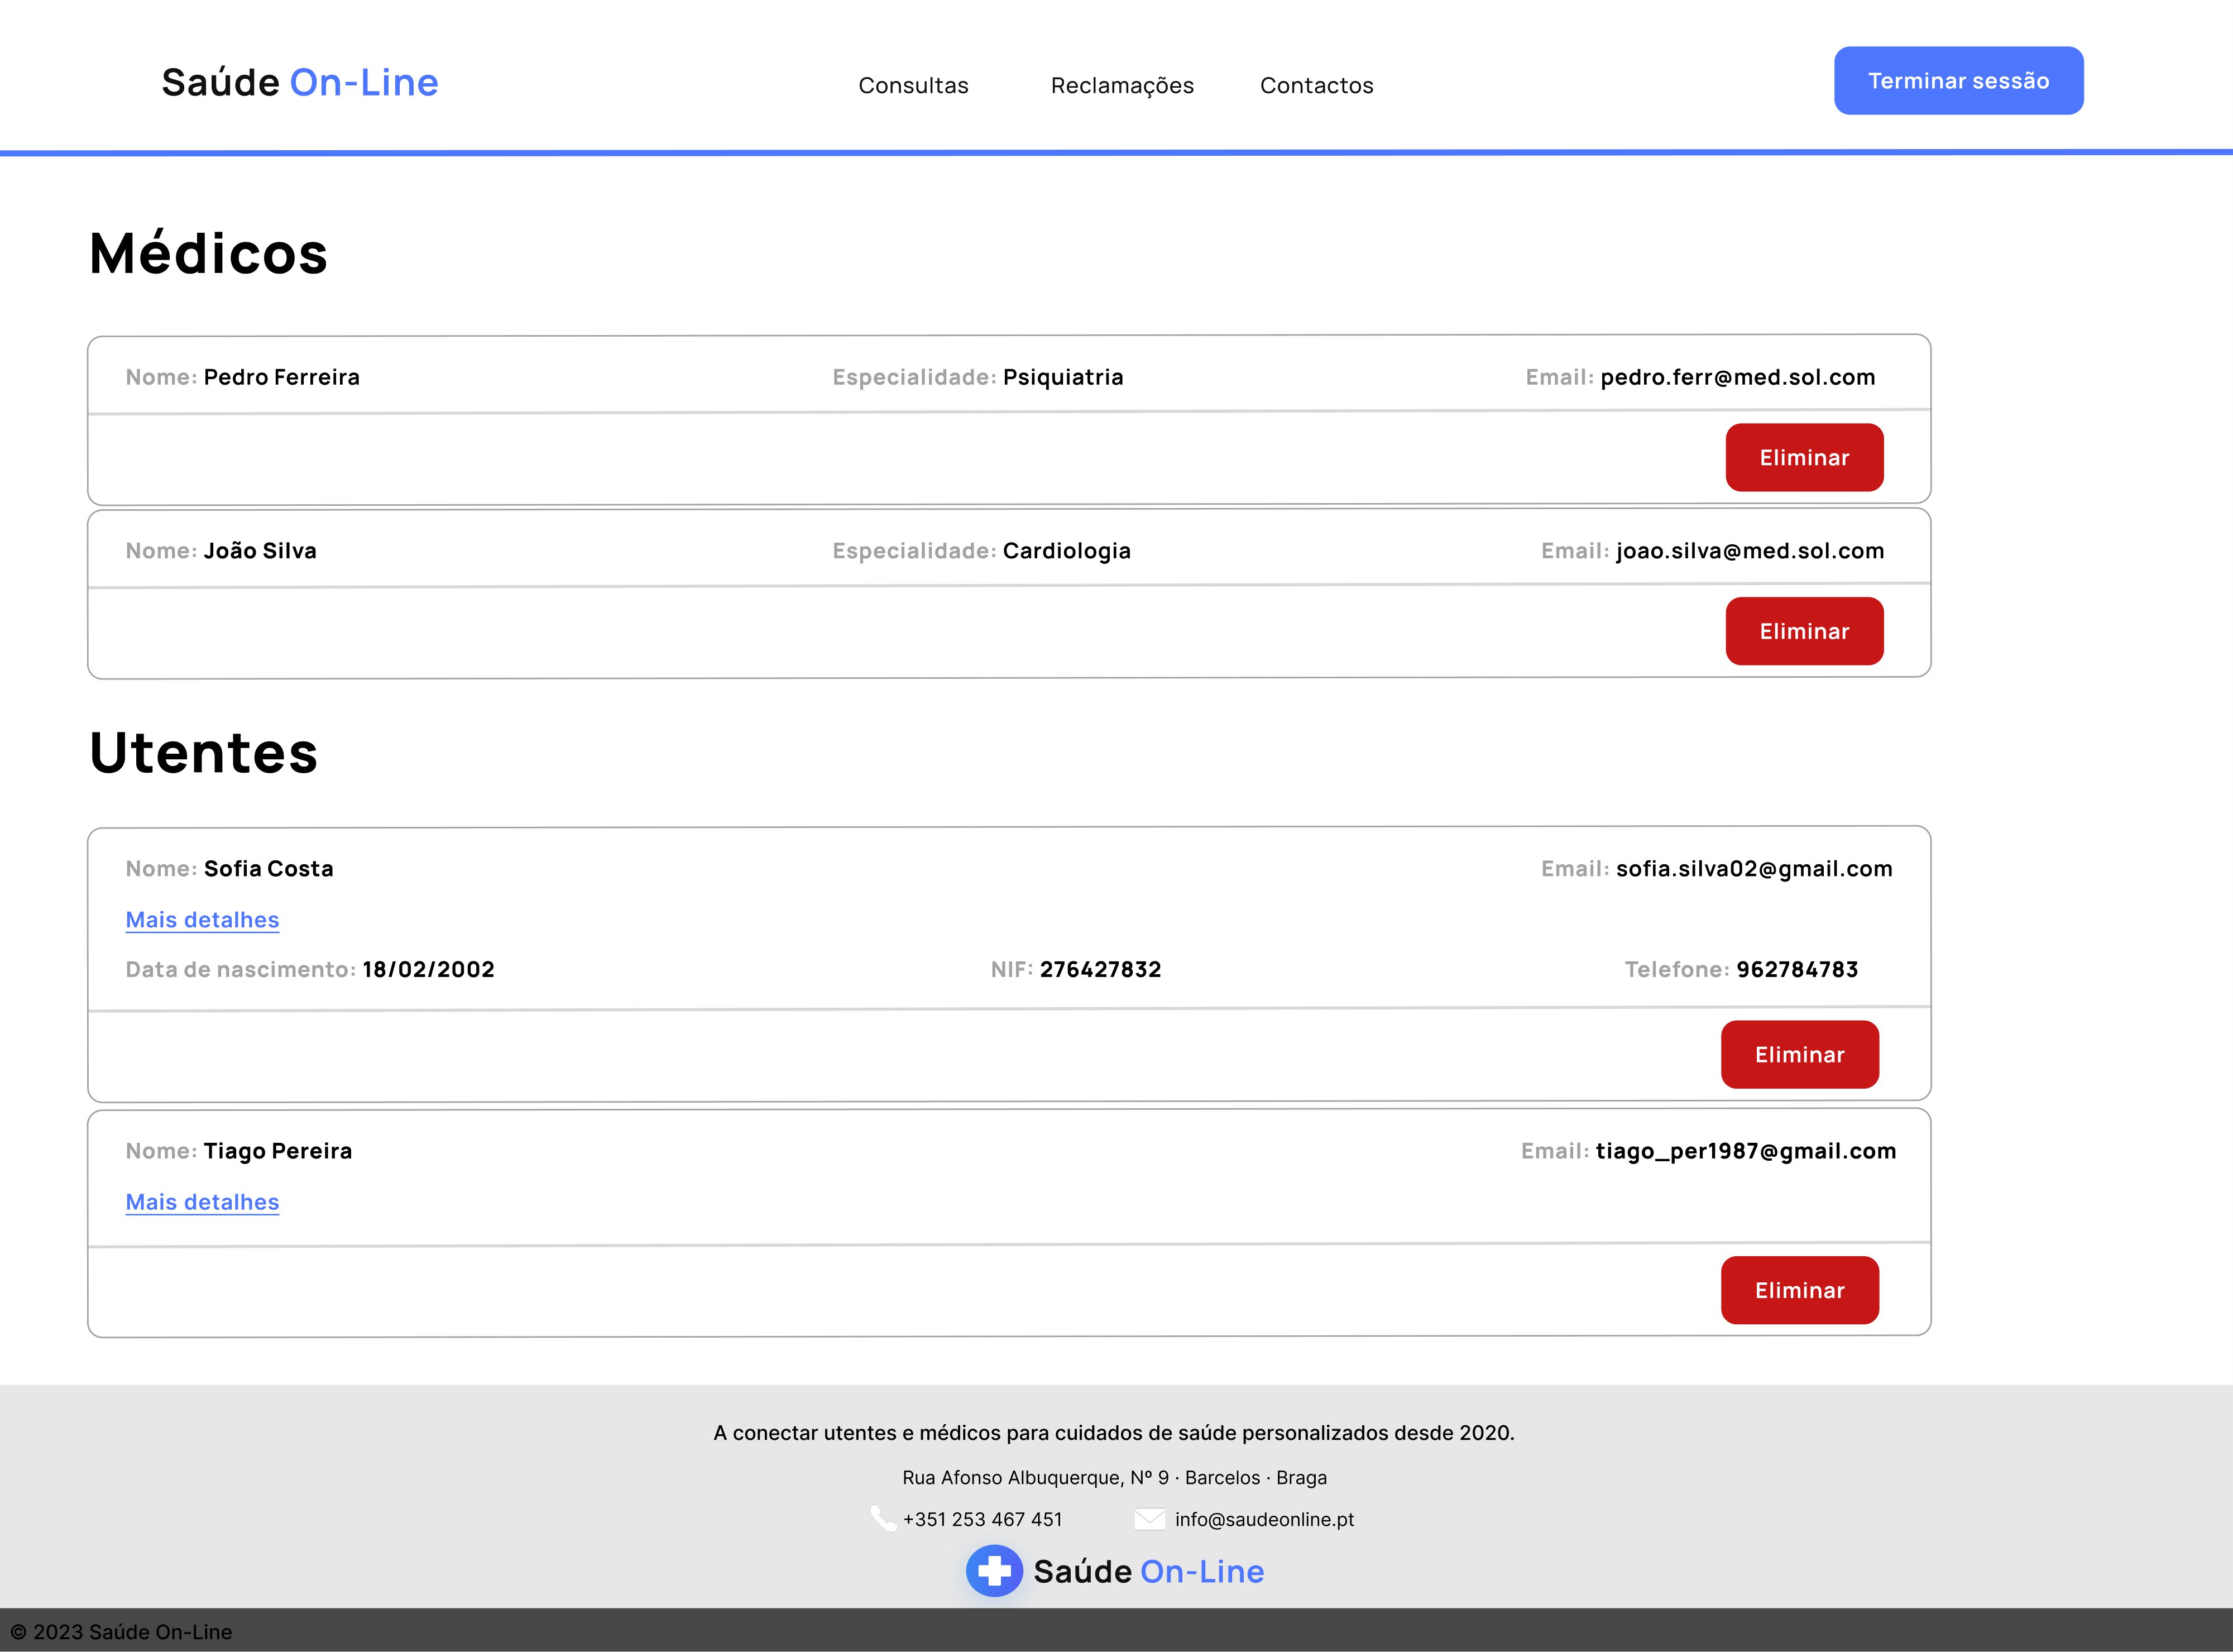 Saúde On-Line
Consultas Reclamações Contactos
Terminar sessão
Médicos
Nome: Pedro Ferreira Especialidade: Psiquiatria Email: pedro.ferr@med.sol.com
Eliminar
Nome: João Silva Especialidade: Cardiologia Email: joao.silva@med.sol.com
Eliminar
Utentes
Nome: Sofia Costa Email: sofia.silva02@gmail.com
Mais detalhes
Data de nascimento: 18/02/2002 NIF: 276427832 Telefone: 962784783
Eliminar
Nome: Tiago Pereira Email: tiago_per1987@gmail.com
Mais detalhes
Eliminar
A conectar utentes e médicos para cuidados de saúde personalizados desde 2020.
Rua Afonso Albuquerque, Nº 9 · Barcelos · Braga
+351 253 467 451 info@saudeonline.pt
Saúde On-Line
© 2023 Saúde On-Line